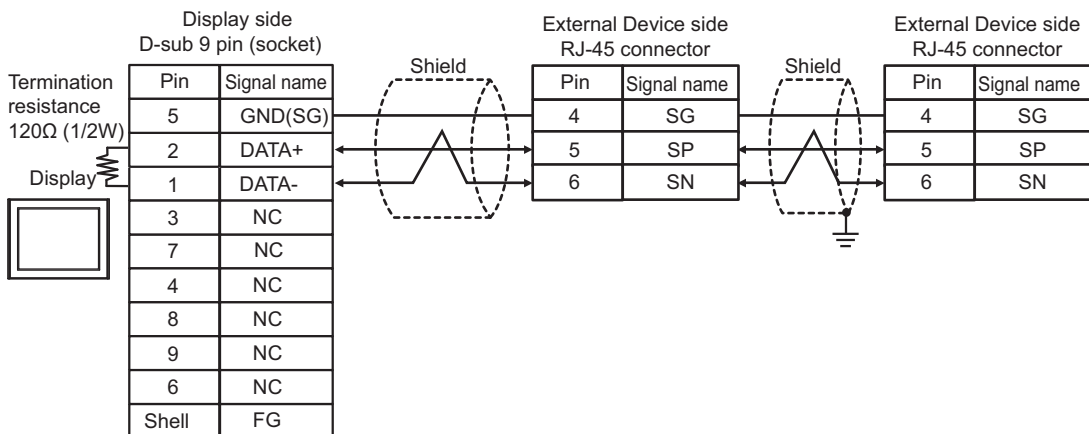 Display side
D-sub 9 pin (socket)
External Device side
RJ-45 connector
External Device side
RJ-45 connector
Termination
resistance
120Ω (1/2W)
Display
Shield
Shield
Pin Signal name
5 GND(SG)
2 DATA+
1 DATA-
3 NC
7 NC
4 NC
8 NC
9 NC
6 NC
Shell FG
Pin Signal name
4 SG
5 SP
6 SN
Pin Signal name
4 SG
5 SP
6 SN